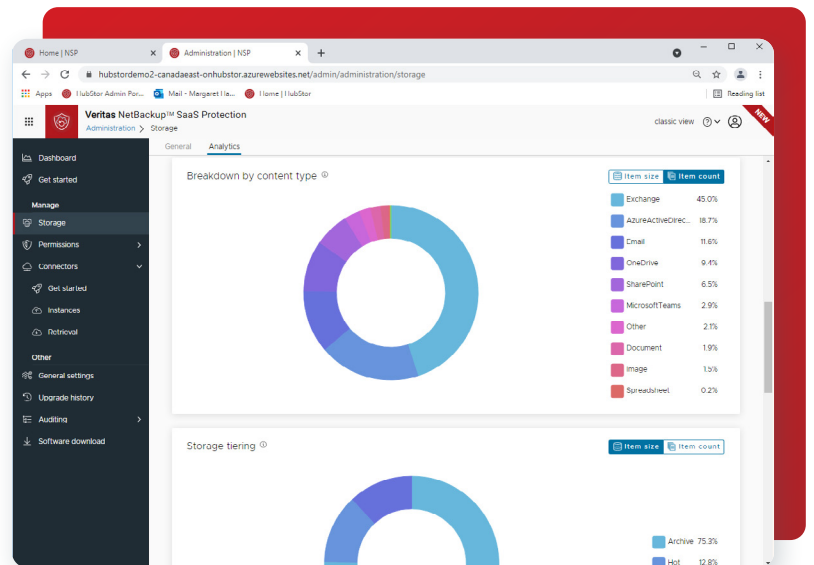 Home | NSP
Administration | NSP
hubstordemo2-canadaeast-onhubstor.azurewebsites.net/admin/administration/storage
Apps
HubStor Admin Por...
Mail - Margaret Ha...
Home | HubStor
Reading list
Veritas NetBackup™ SaaS Protection
Administration > Storage
classic view
NEW
General
Analytics
Dashboard
Get started
Manage
Storage
Permissions
Connectors
Get started
Instances
Retrieval
Other
General settings
Upgrade history
Auditing
Software download
Breakdown by content type
Item size
Item count
Exchange 45.0%
AzureActiveDirec... 18.7%
Email 11.6%
OneDrive 9.4%
SharePoint 6.5%
MicrosoftTeams 2.9%
Other 2.1%
Document 1.9%
Image 1.5%
Spreadsheet 0.2%
Storage tiering
Item size
Item count
Archive 75.3%
Hot 12.8%